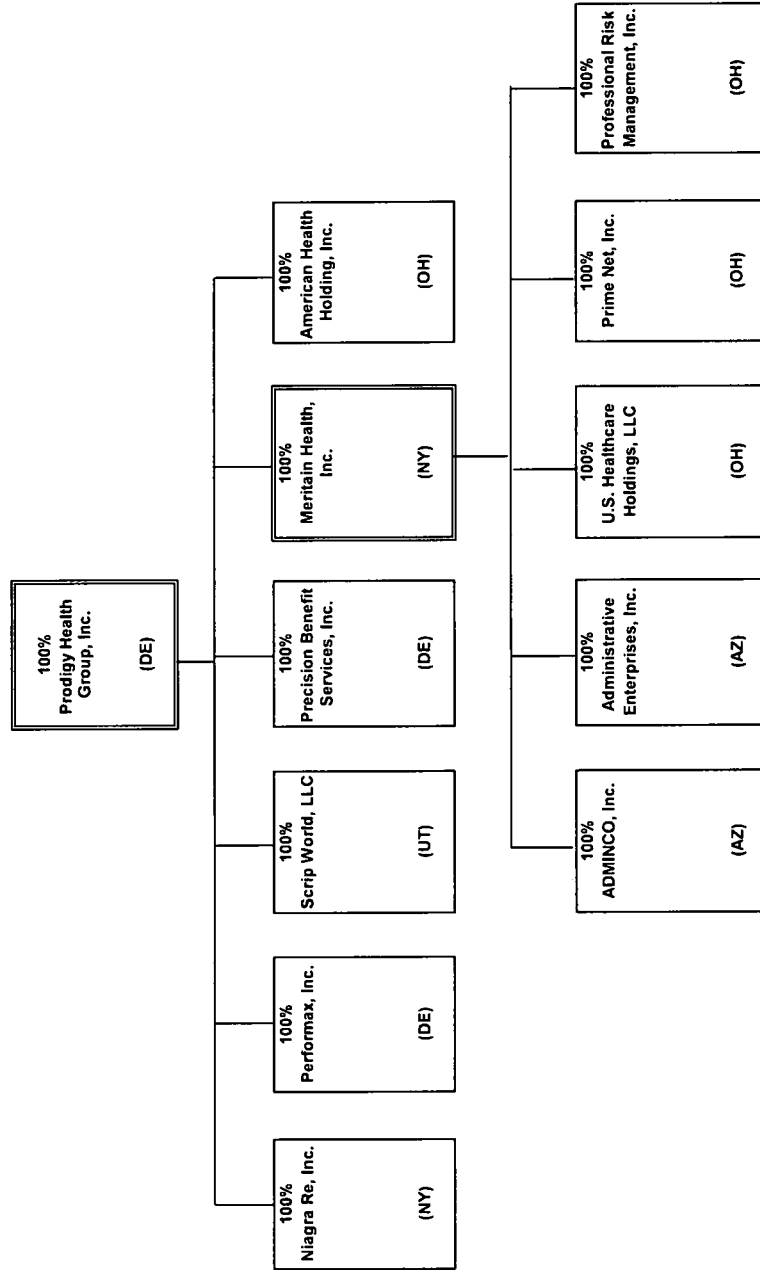 100%
Prodigy Health
Group, Inc.
(DE)
100%
Niagra Re, Inc.
(NY)
100%
Performax, Inc.
(DE)
100%
Scrip World, LLC
(UT)
100%
Precision Benefit
Services, Inc.
(DE)
100%
Meritain Health,
Inc.
(NY)
100%
American Health
Holding, Inc.
(OH)
100%
ADMINCO, Inc.
(AZ)
100%
Administrative
Enterprises, Inc.
(AZ)
100%
U.S. Healthcare
Holdings, LLC
(OH)
100%
Prime Net, Inc.
(OH)
100%
Professional Risk
Management, Inc.
(OH)